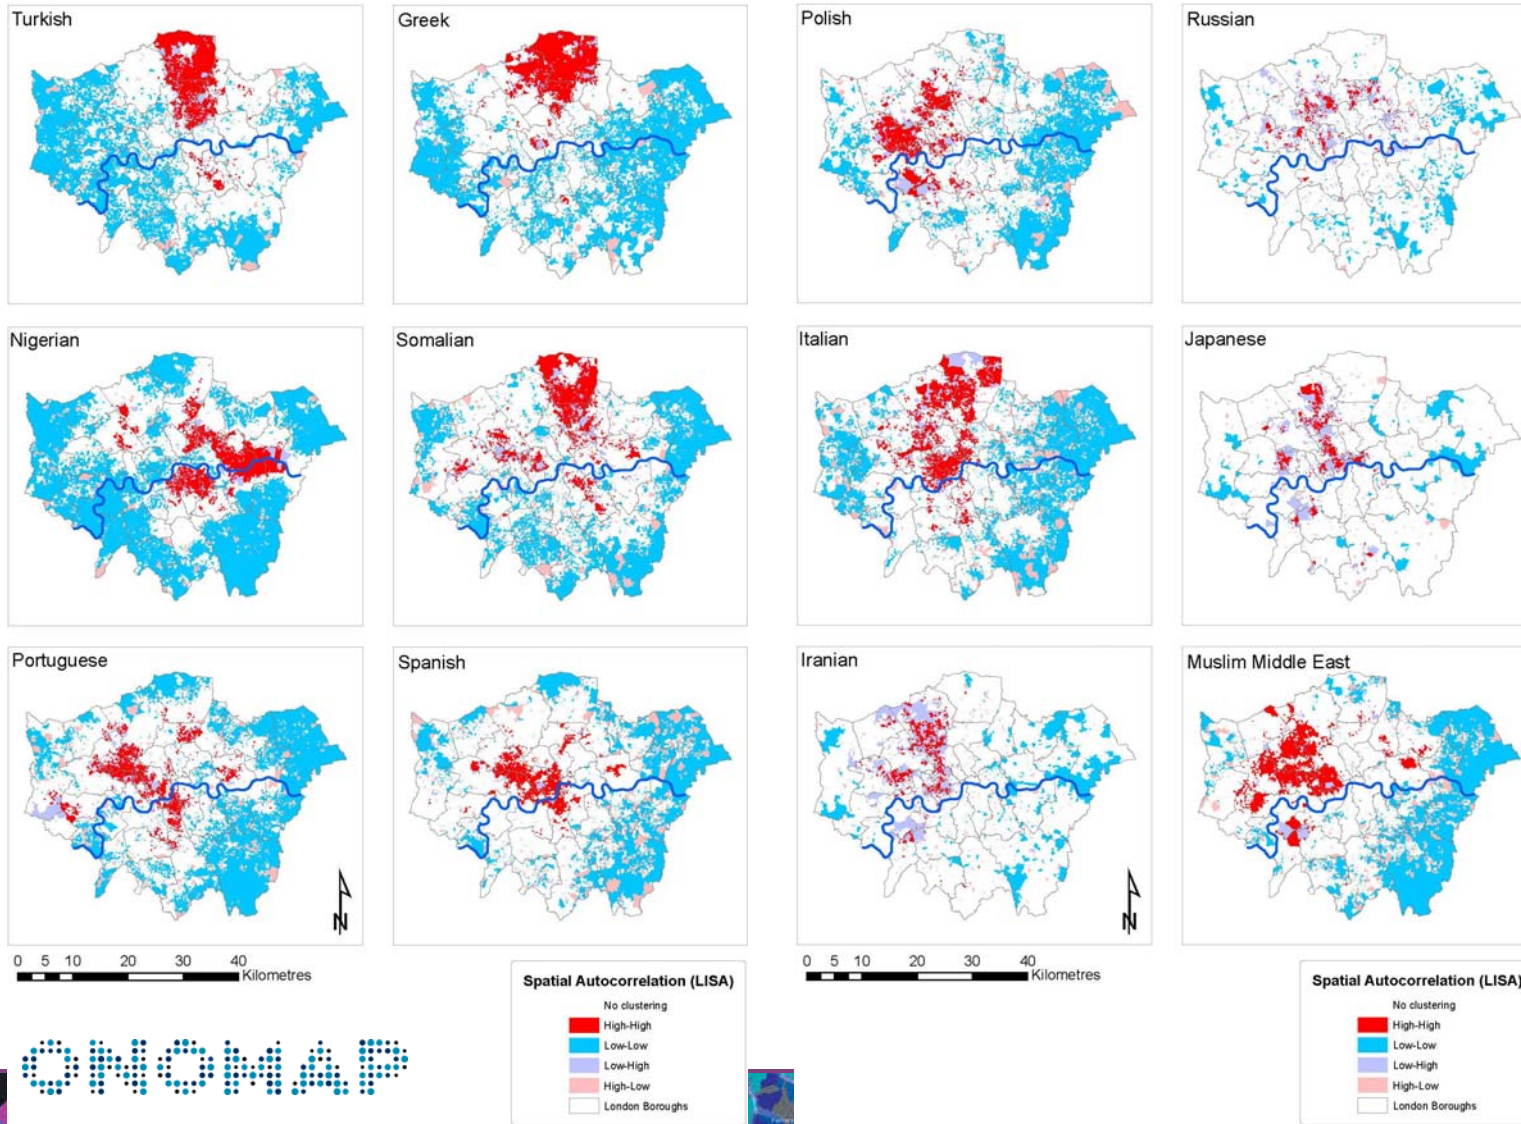 Turkish
Greek
Polish
Russian
Nigerian
Somalian
Italian
Japanese
Portuguese
Spanish
Iranian
Muslim Middle East
N
N
0 5 10 20 30 40
Kilometres
0 5 10 20 30 40
Kilometres
Spatial Autocorrelation (LISA)
No clustering
High-High
Low-Low
Low-High
High-Low
London Boroughs
Spatial Autocorrelation (LISA)
No clustering
High-High
Low-Low
Low-High
High-Low
London Boroughs
ONOMAP